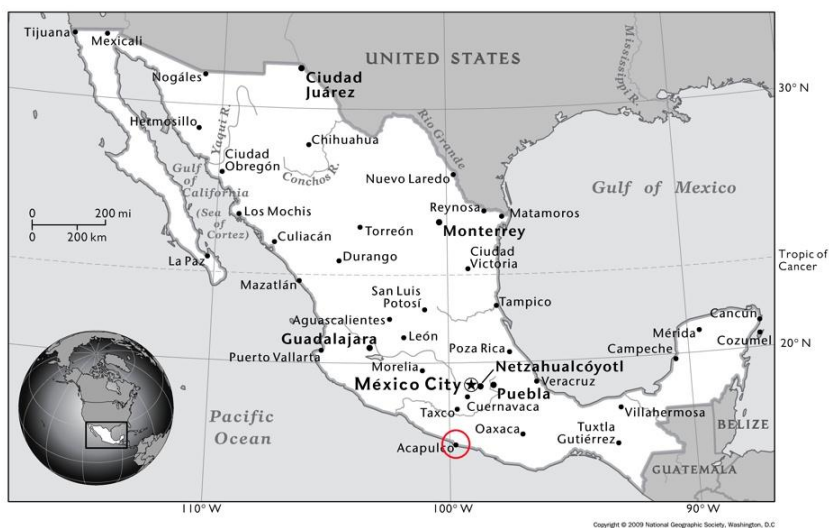 Tijuana
Mexicali
Nogáles
Ciudad
Juárez
UNITED STATES
Mississippi R.
30° N
Hermosillo
Yaqui R.
Chihuahua
Rio Grande
Ciudad
Obregón
Conchos R.
Gulf
of
California
(Sea
of
Cortez)
Nuevo Laredo
Gulf of Mexico
0 200 mi
0 200 km
Los Mochis
Reynosa
Matamoros
Torreón
Monterrey
Culiacán
Ciudad
Victoria
La Paz
Durango
Tropic of
Cancer
Mazatlán
San Luis
Potosí
Tampico
Aguascalientes
Cancún
Guadalajara
León
Mérida
Cozumel
Puerto Vallarta
Poza Rica
Campeche
20° N
Morelia
Netzahualcóyotl
México City
Puebla
Veracruz
Taxco
Cuernavaca
Villahermosa
Pacific
Ocean
Oaxaca
Tuxtla
Gutiérrez
BELIZE
Acapulco
GUATEMALA
110°W
100°W
90°W
Copyright © 2009 National Geographic Society, Washington, D.C